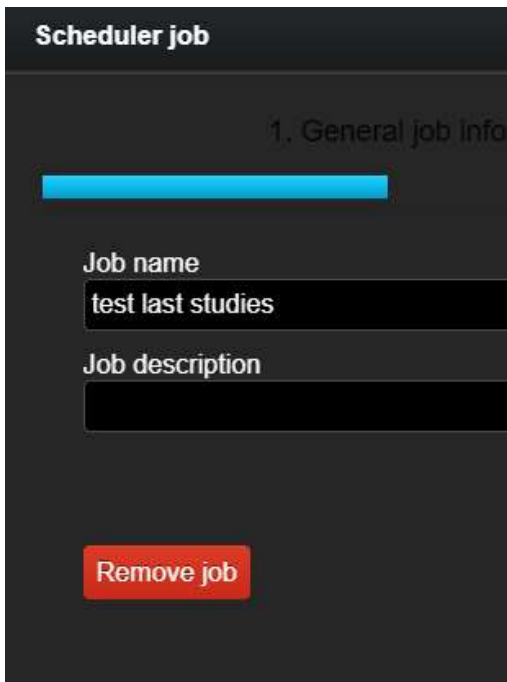 Scheduler job
1. General job info
Job name
test last studies
Job description
Remove job